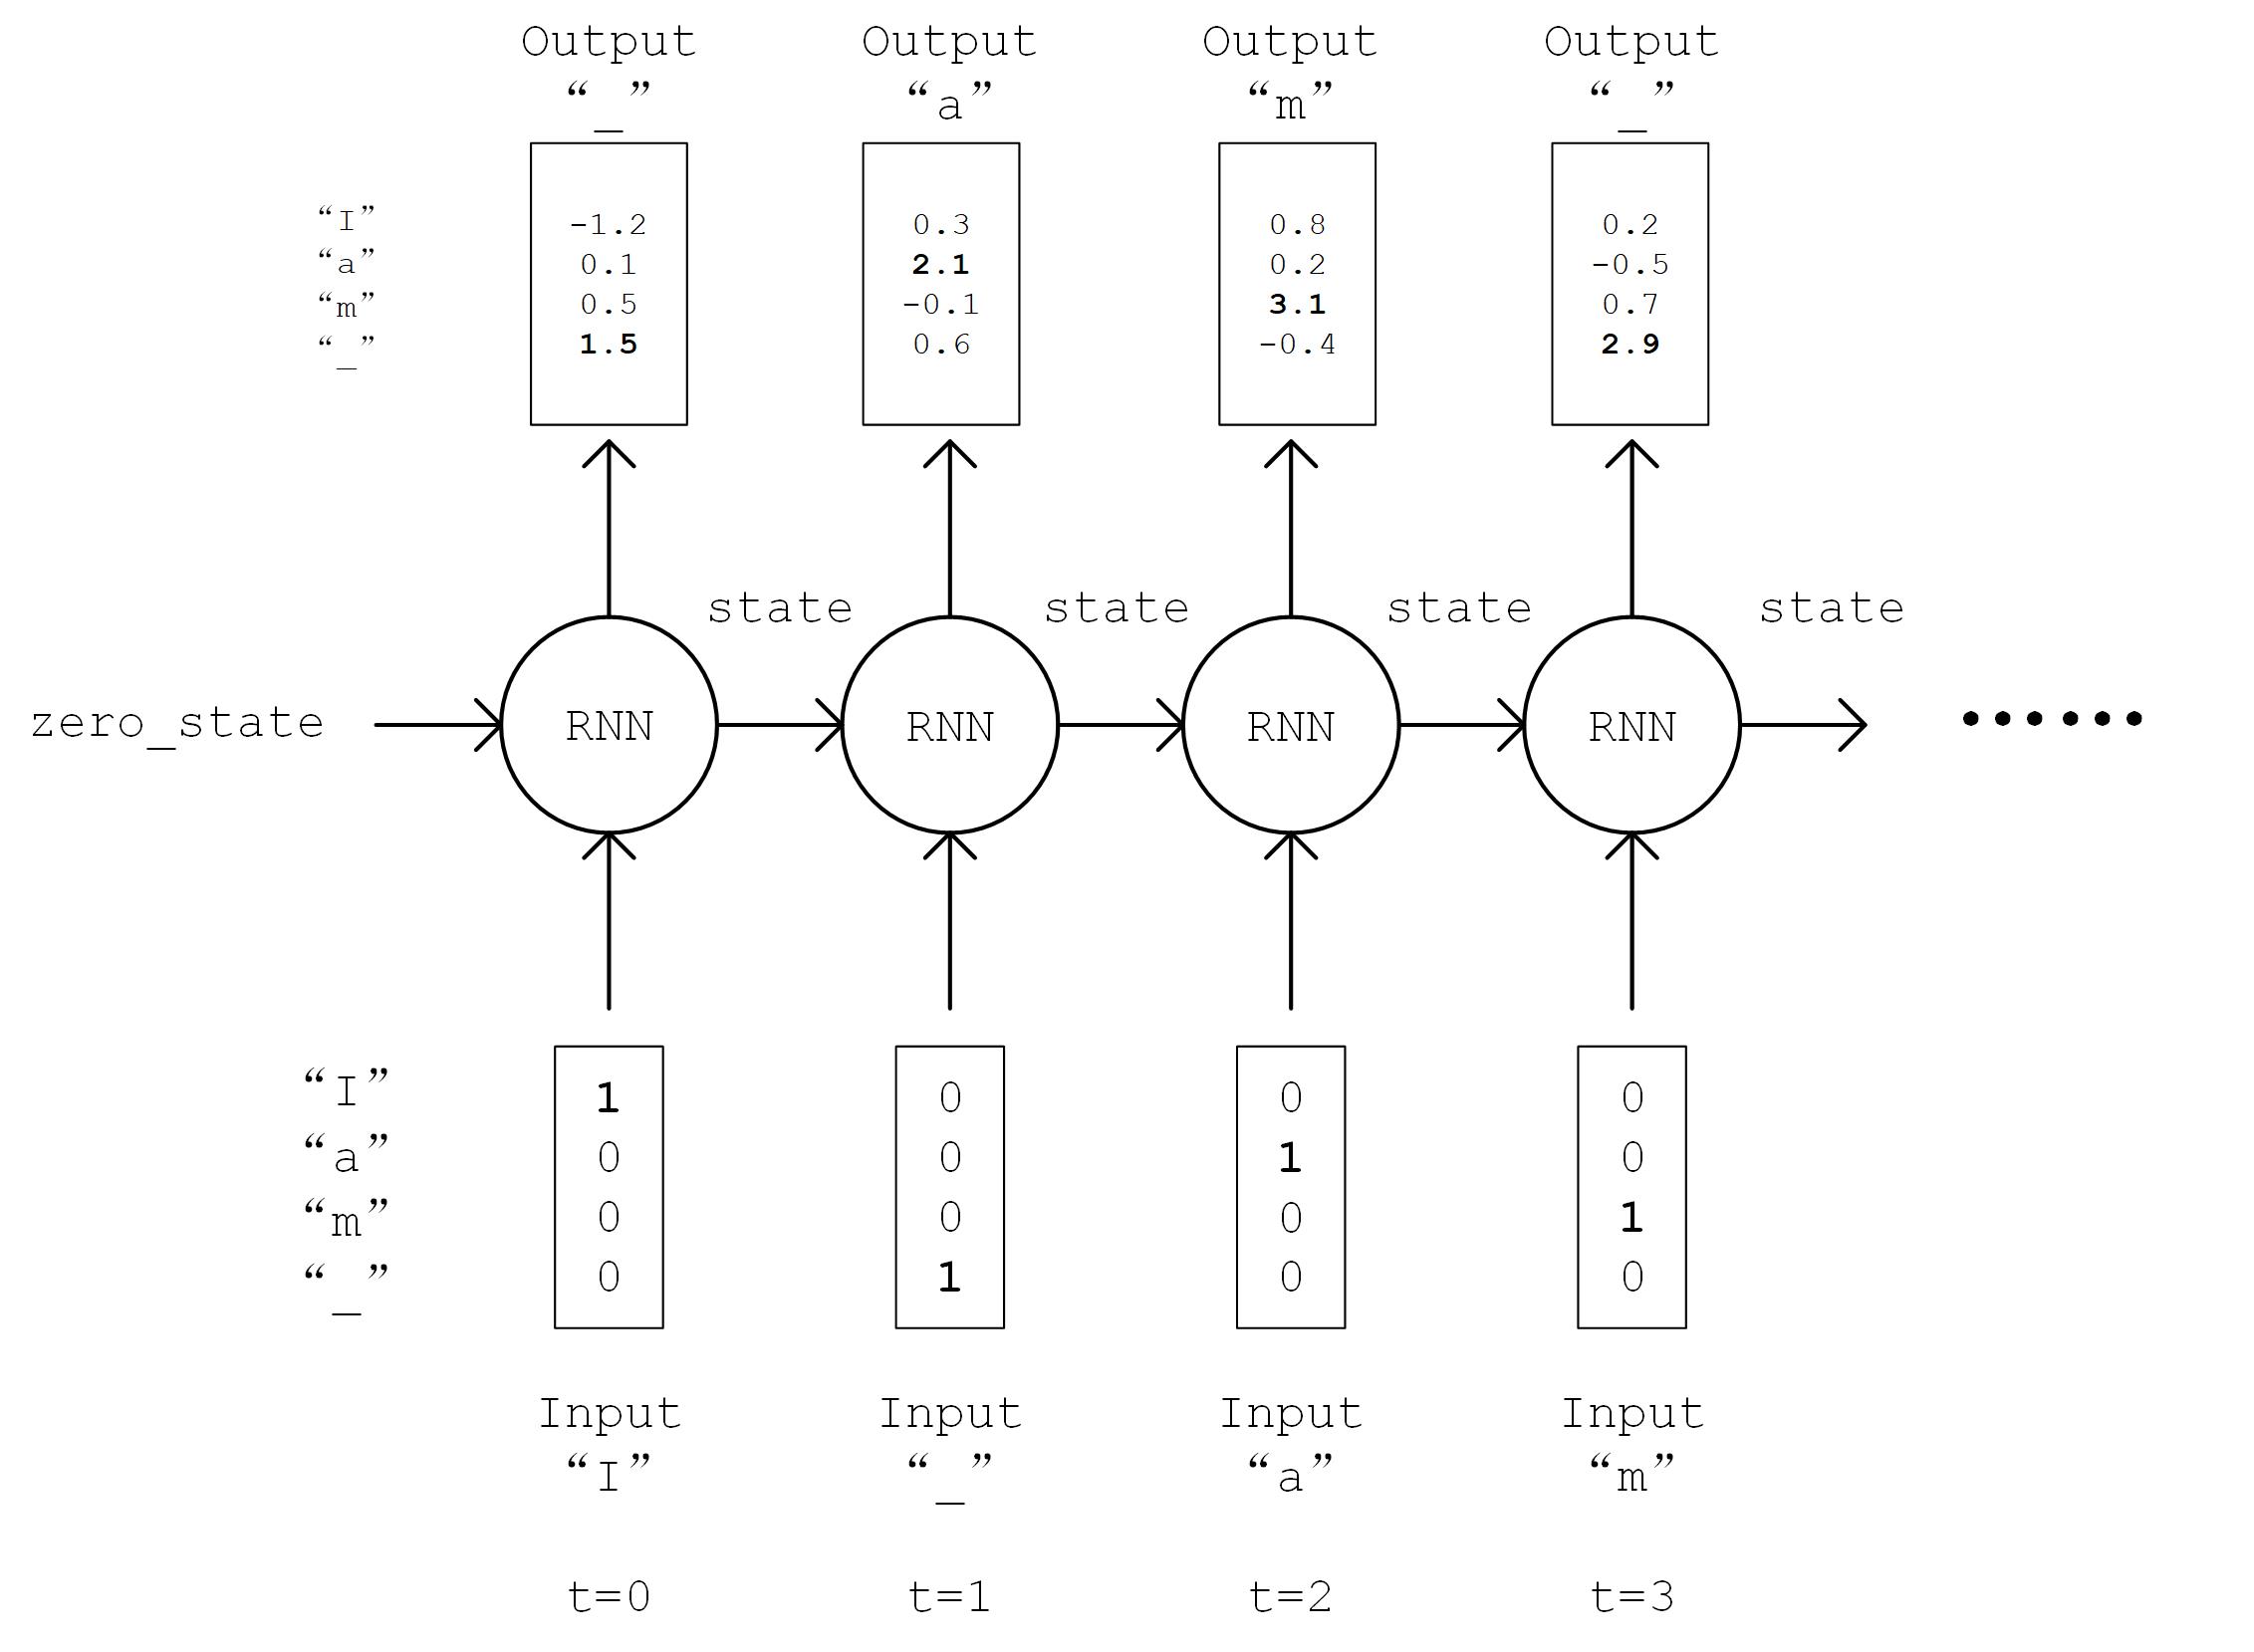 Output Output Output Output
“_” “a” “m” “_”
“I” -1.2 0.3 0.8 0.2
“a” 0.1 2.1 0.2 -0.5
“m” 0.5 -0.1 3.1 0.7
“_” 1.5 0.6 -0.4 2.9
state state state state
zero_state RNN RNN RNN RNN ......
“I” 1 0 0 0
“a” 0 0 1 0
“m” 0 0 0 1
“_” 0 1 0 0
Input Input Input Input
“I” “_” “a” “m”
t=0 t=1 t=2 t=3